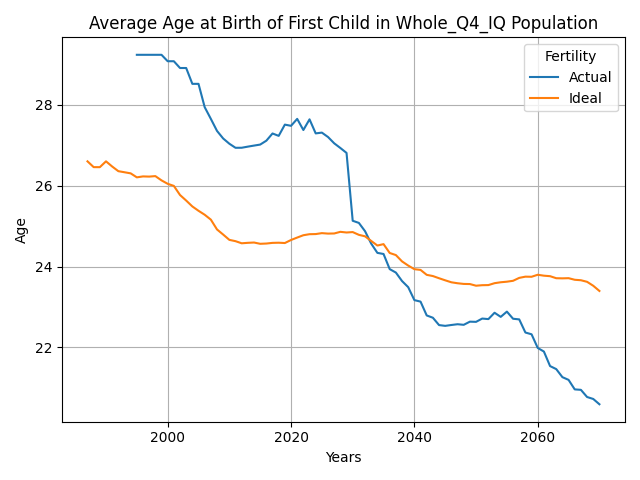 Average Age at Birth of First Child in Whole_Q4_IQ Population
Fertility
Actual
Ideal
Age
28
26
24
22
2000
2020
2040
2060
Years